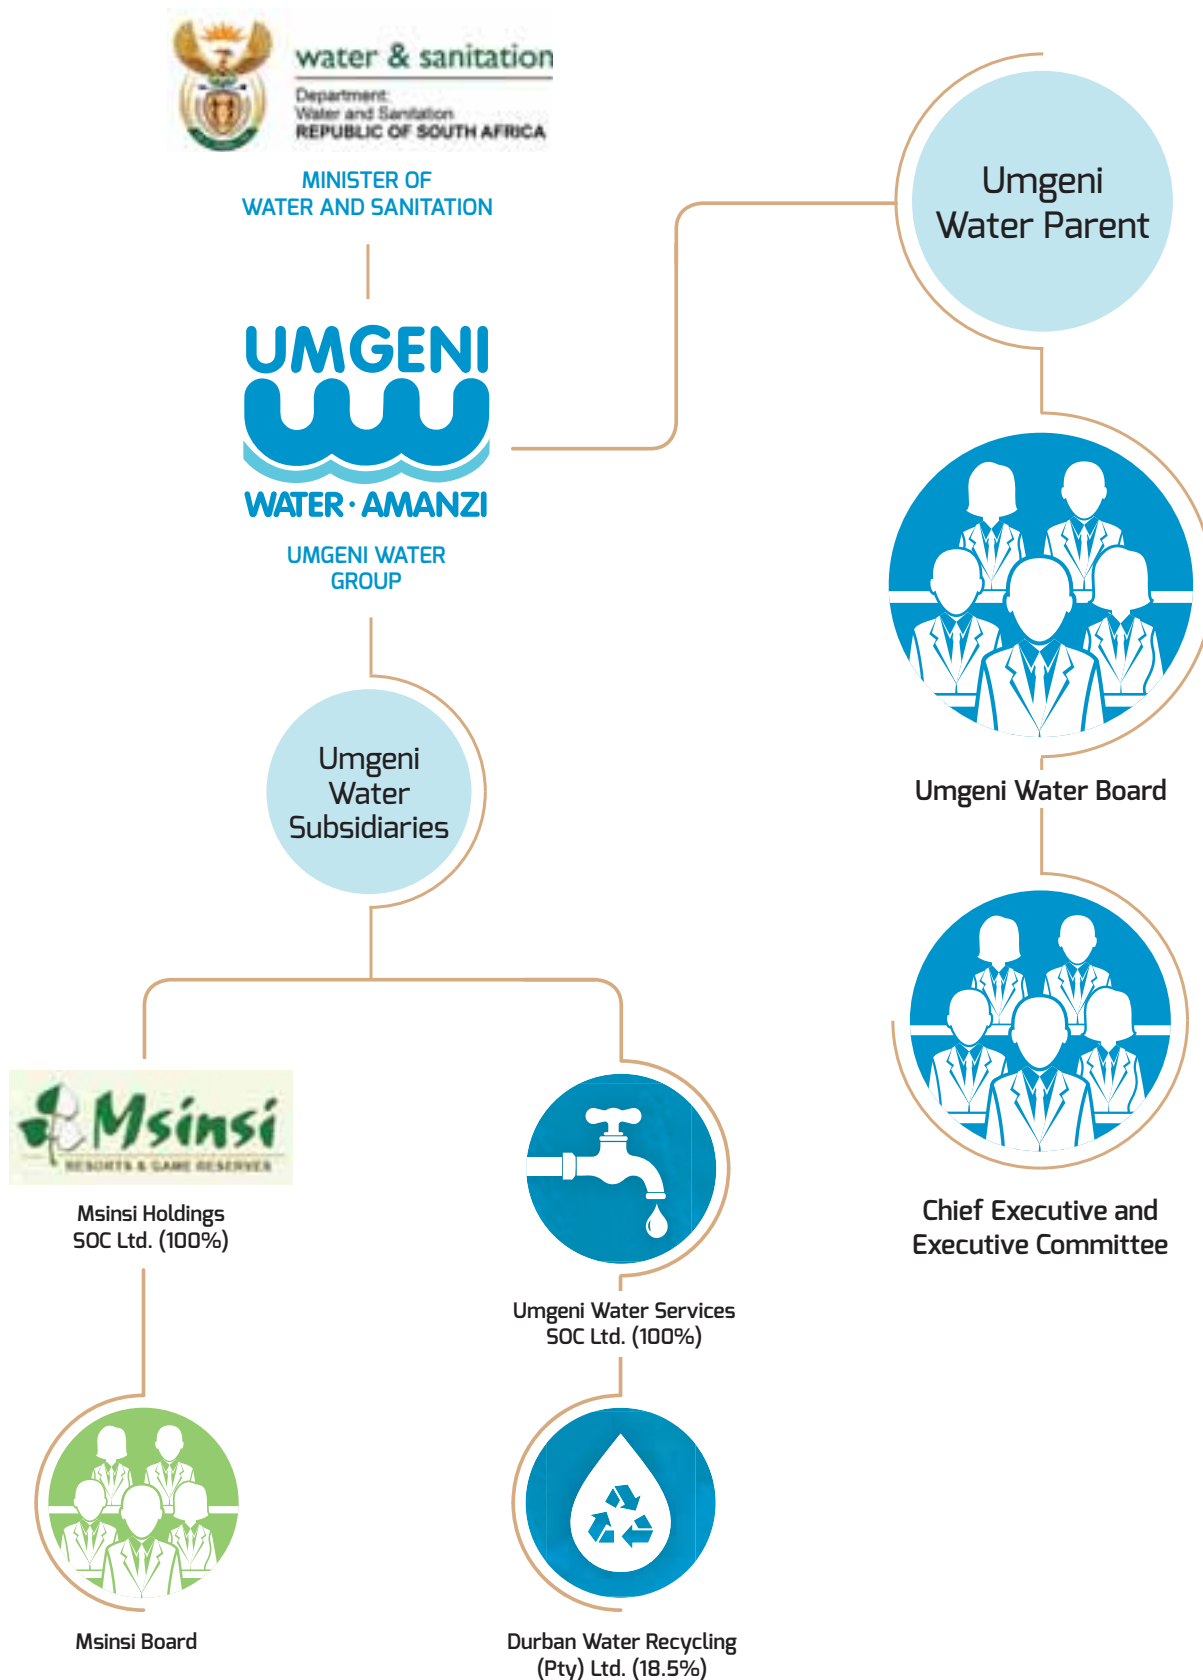 water & sanitation
Department:
Water and Sanitation
REPUBLIC OF SOUTH AFRICA
MINISTER OF
WATER AND SANITATION
UMGENI
WATER · AMANZI
UMGENI WATER
GROUP
Umgeni
Water Parent
Umgeni Water Board
Chief Executive and
Executive Committee
Umgeni
Water
Subsidiaries
Msinsi
RESORTS & GAME RESERVES
Msinsi Holdings
SOC Ltd. (100%)
Msinsi Board
Umgeni Water Services
SOC Ltd. (100%)
Durban Water Recycling
(Pty) Ltd. (18.5%)